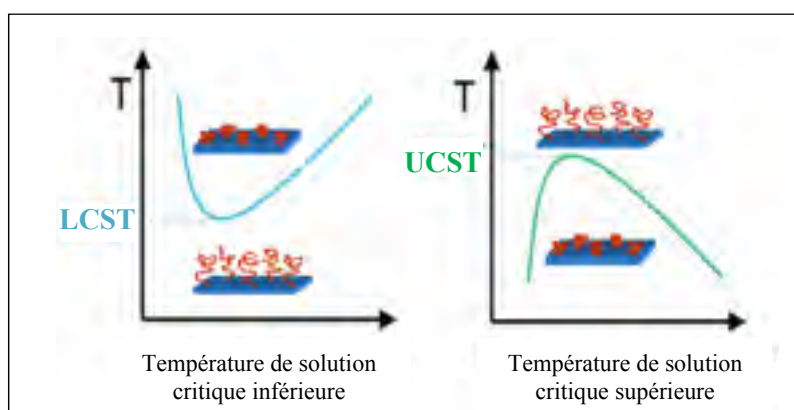 T
LCST
Température de solution
critique inférieure
T
UCST
Température de solution
critique supérieure